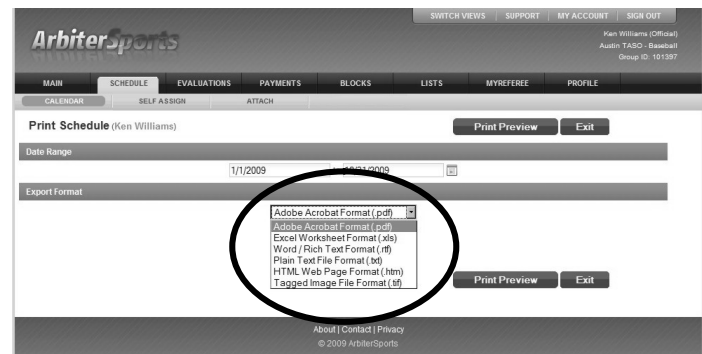 SWITCH VIEWS SUPPORT MY ACCOUNT SIGN OUT
ArbiterSports
Ken Williams (Official)
Austin TASO - Baseball
Group ID: 101397
MAIN SCHEDULE EVALUATIONS PAYMENTS BLOCKS LISTS MYREFEREE PROFILE
CALENDAR SELF ASSIGN ATTACH
Print Schedule (Ken Williams) Print Preview Exit
Date Range
1/1/2009 12/31/2009
Export Format
Adobe Acrobat Format (.pdf)
Adobe Acrobat Format (.pdf)
Excel Worksheet Format (.xls)
Word / Rich Text Format (.rtf)
Plain Text File Format (.txt)
HTML Web Page Format (.htm)
Tagged Image File Format (.tif)
Print Preview Exit
About | Contact | Privacy
© 2009 ArbiterSports